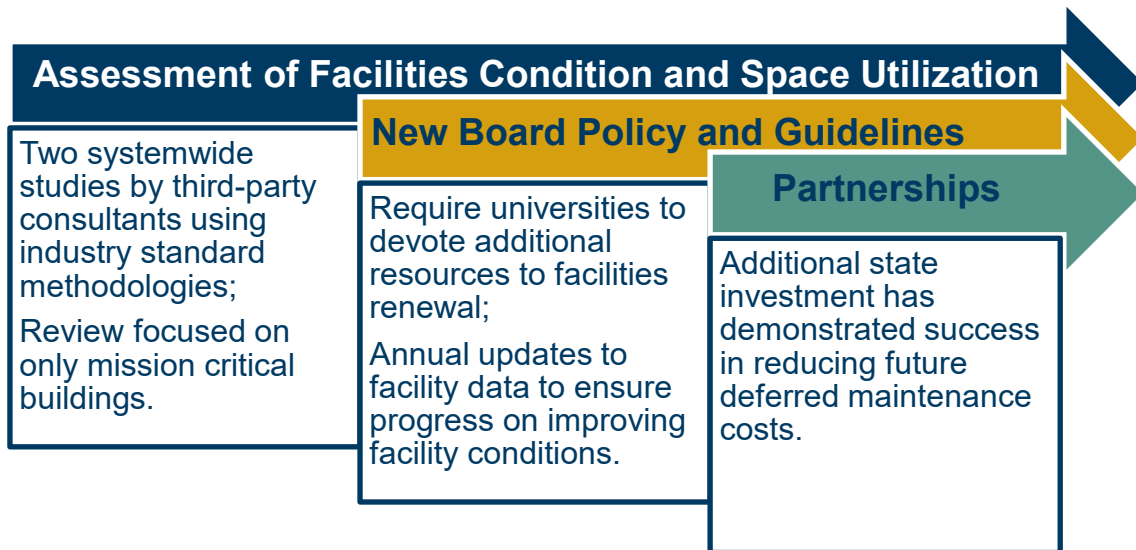 Assessment of Facilities Condition and Space Utilization
Two systemwide
studies by third-party
consultants using
industry standard
methodologies;
Review focused on
only mission critical
buildings.
New Board Policy and Guidelines
Require universities to
devote additional
resources to facilities
renewal;
Annual updates to
facility data to ensure
progress on improving
facility conditions.
Partnerships
Additional state
investment has
demonstrated success
in reducing future
deferred maintenance
costs.